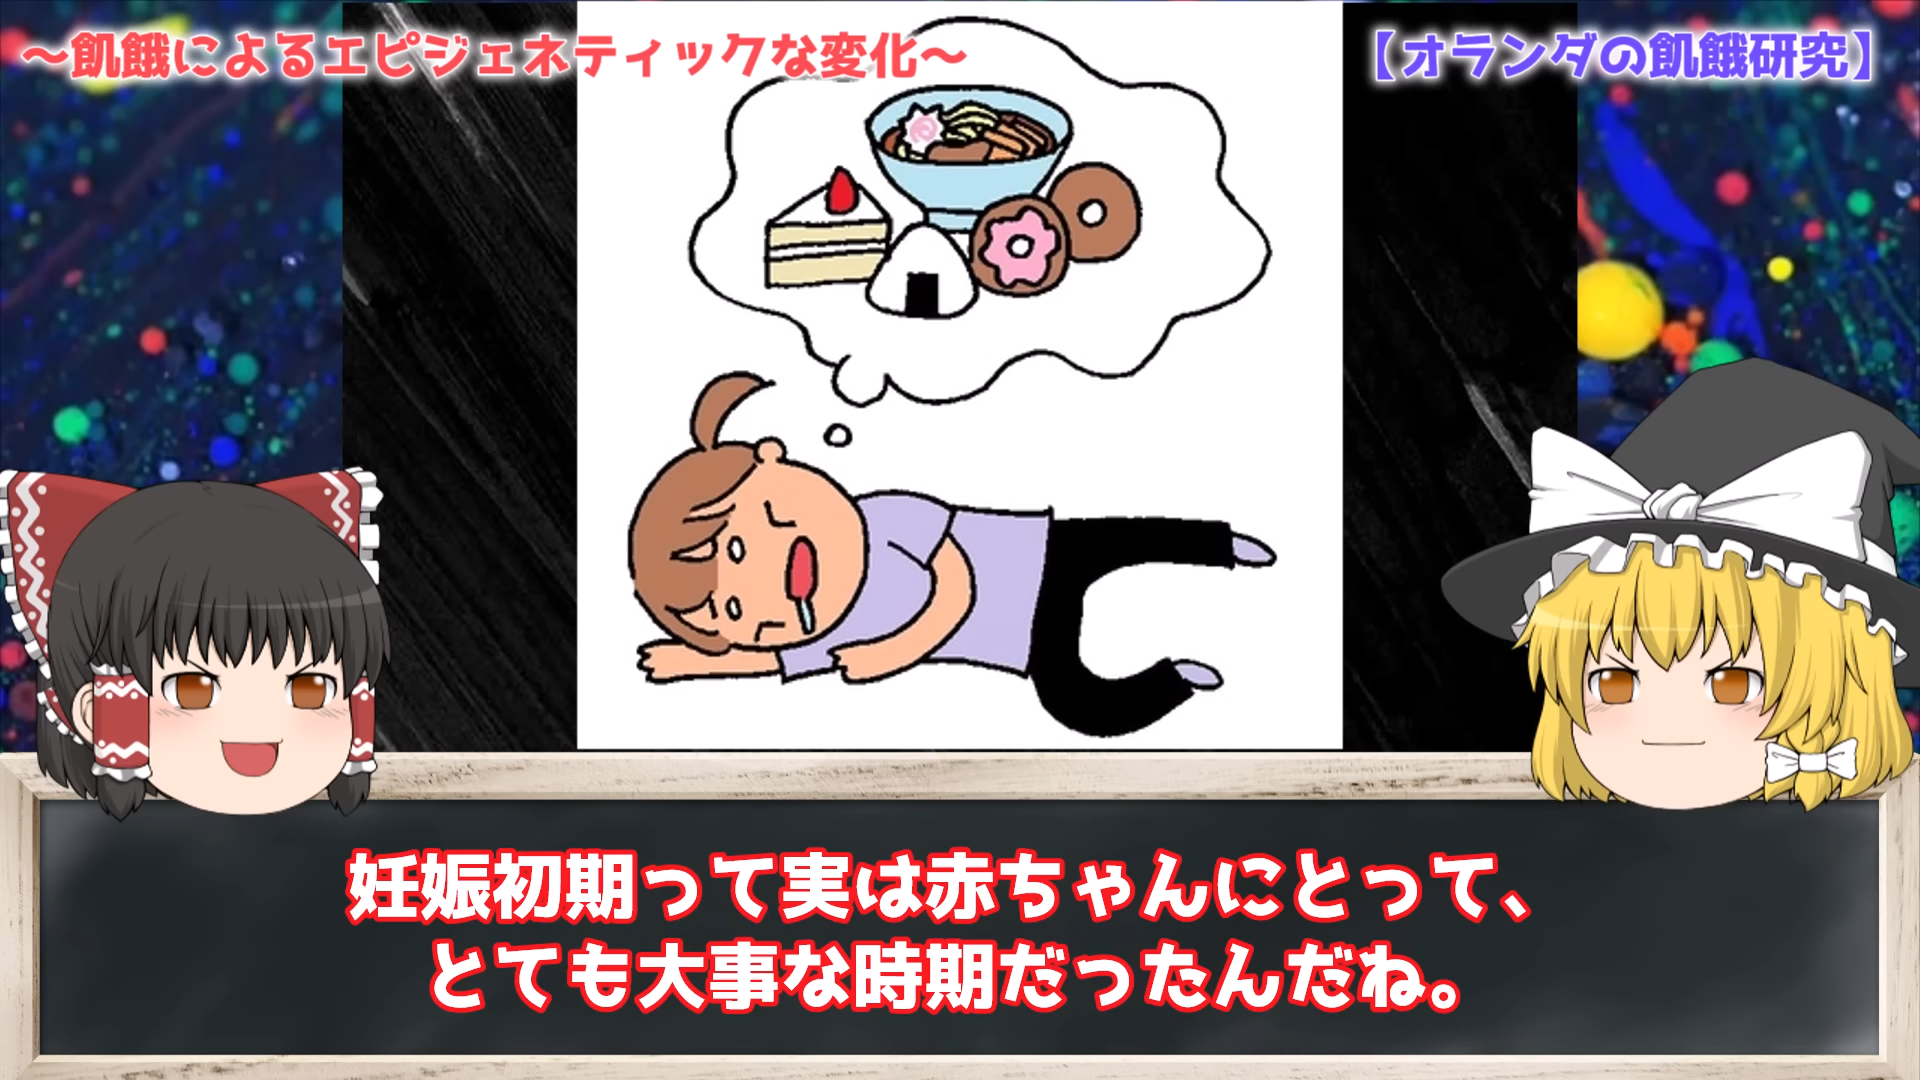 ～飢餓によるエピジェネティックな変化～
【オランダの飢餓研究】
妊娠初期って実は赤ちゃんにとって、
とても大事な時期だったんだね。